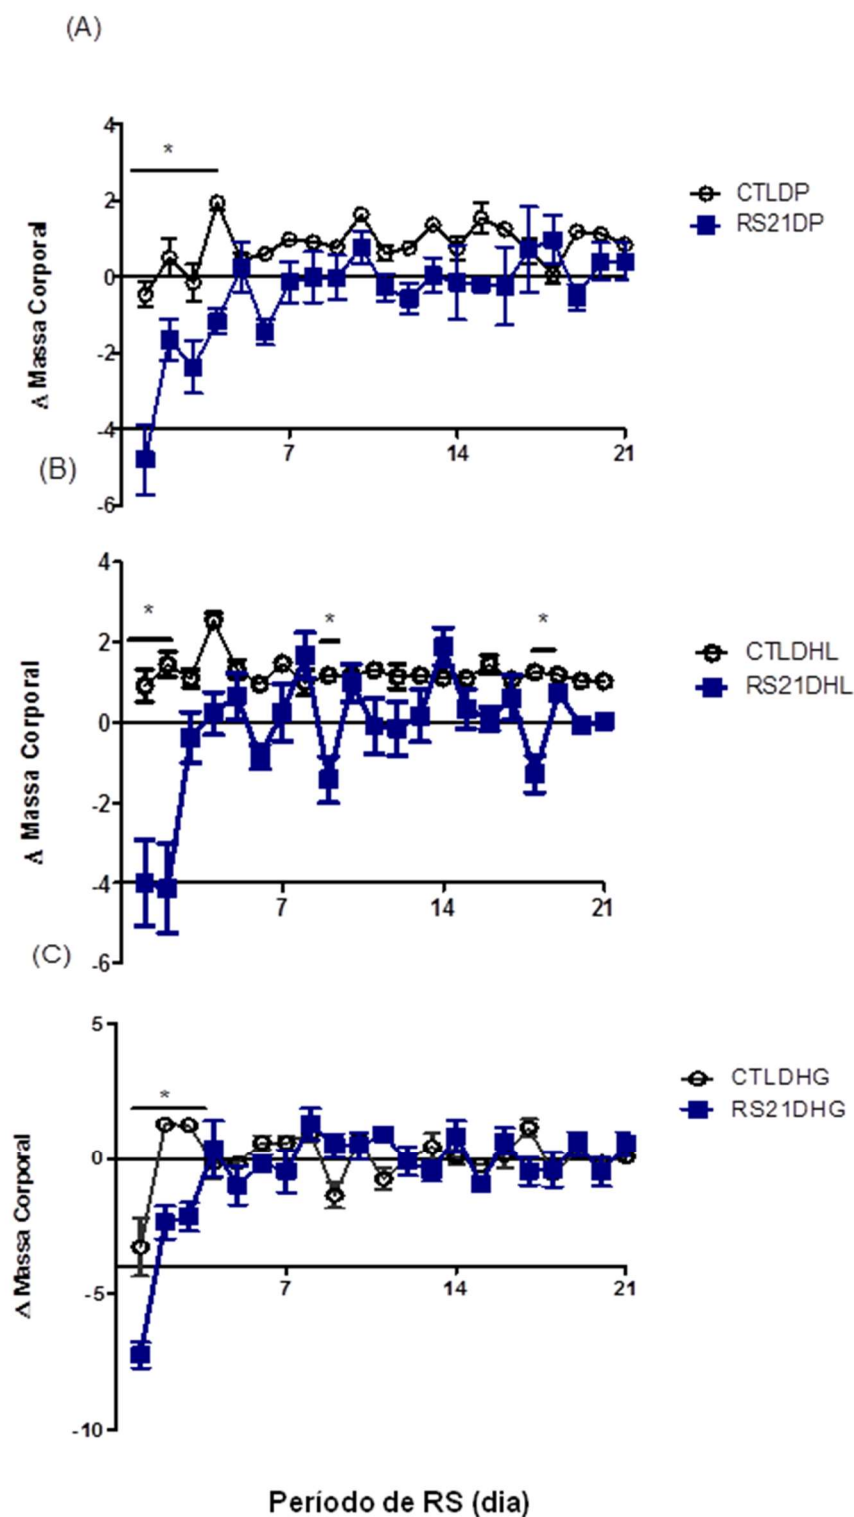 (A)
4
*
2
0
-2
-4
-6
Δ Massa Corporal
7
14
21
CTLDP
RS21DP
(B)
4
*
*
*
2
0
-2
-4
-6
Δ Massa Corporal
7
14
21
CTLDHL
RS21DHL
(C)
5
*
0
-5
-10
Δ Massa Corporal
7
14
21
CTLDHG
RS21DHG
Período de RS (dia)